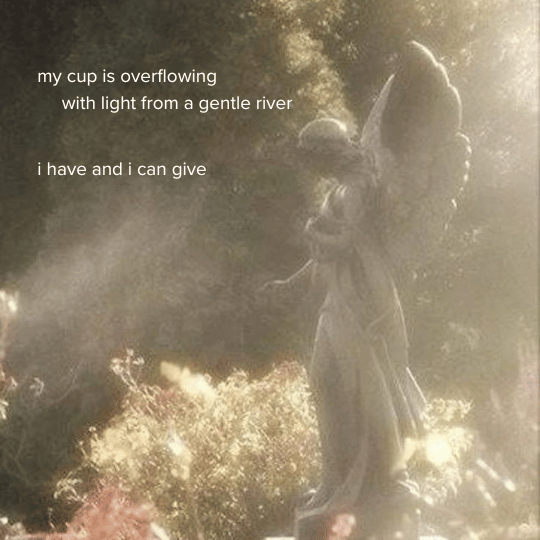 my cup is overflowing
with light from a gentle river
i have and i can give